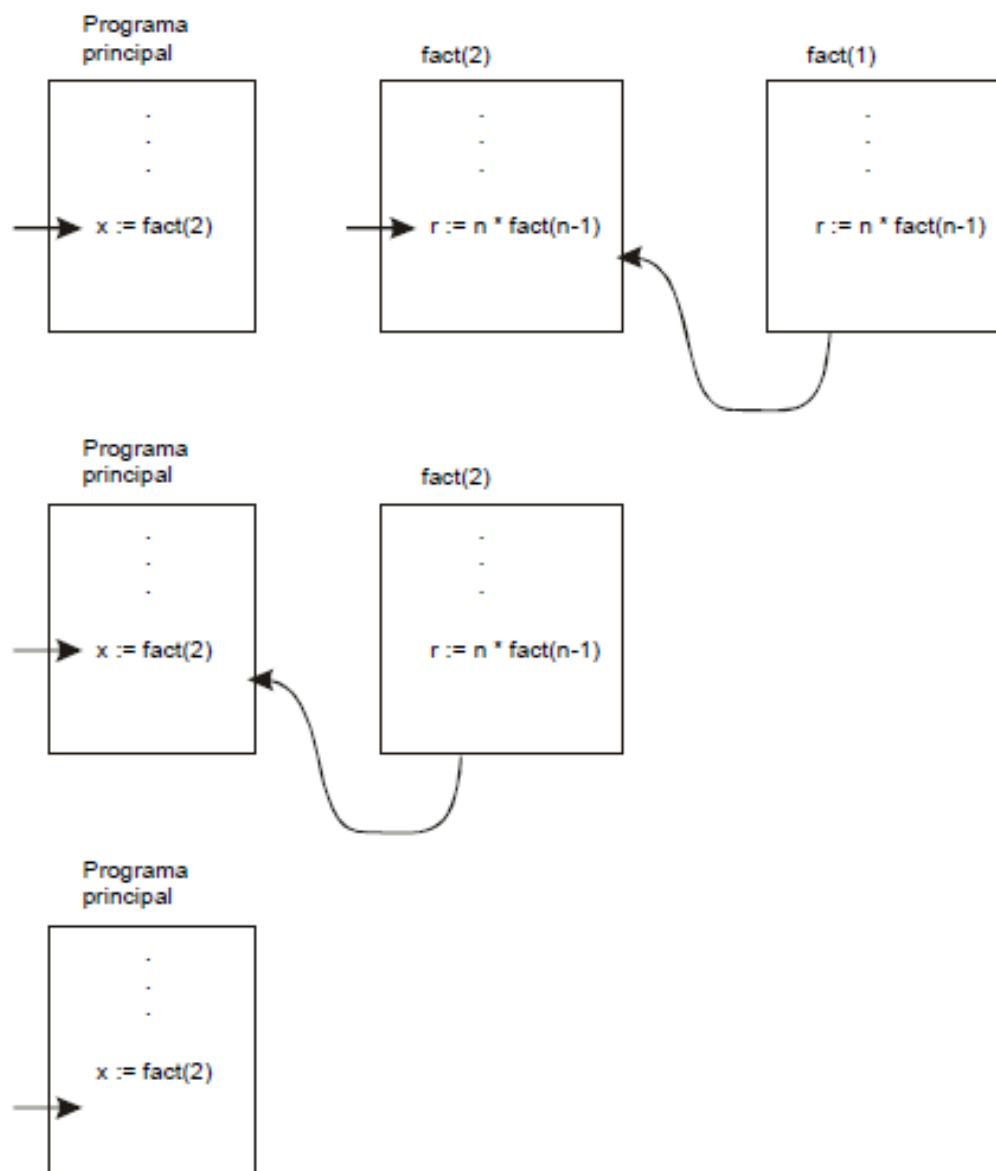 Programa
principal
fact(2)
fact(1)
x := fact(2)
r := n * fact(n-1)
r := n * fact(n-1)
Programa
principal
fact(2)
x := fact(2)
r := n * fact(n-1)
Programa
principal
x := fact(2)